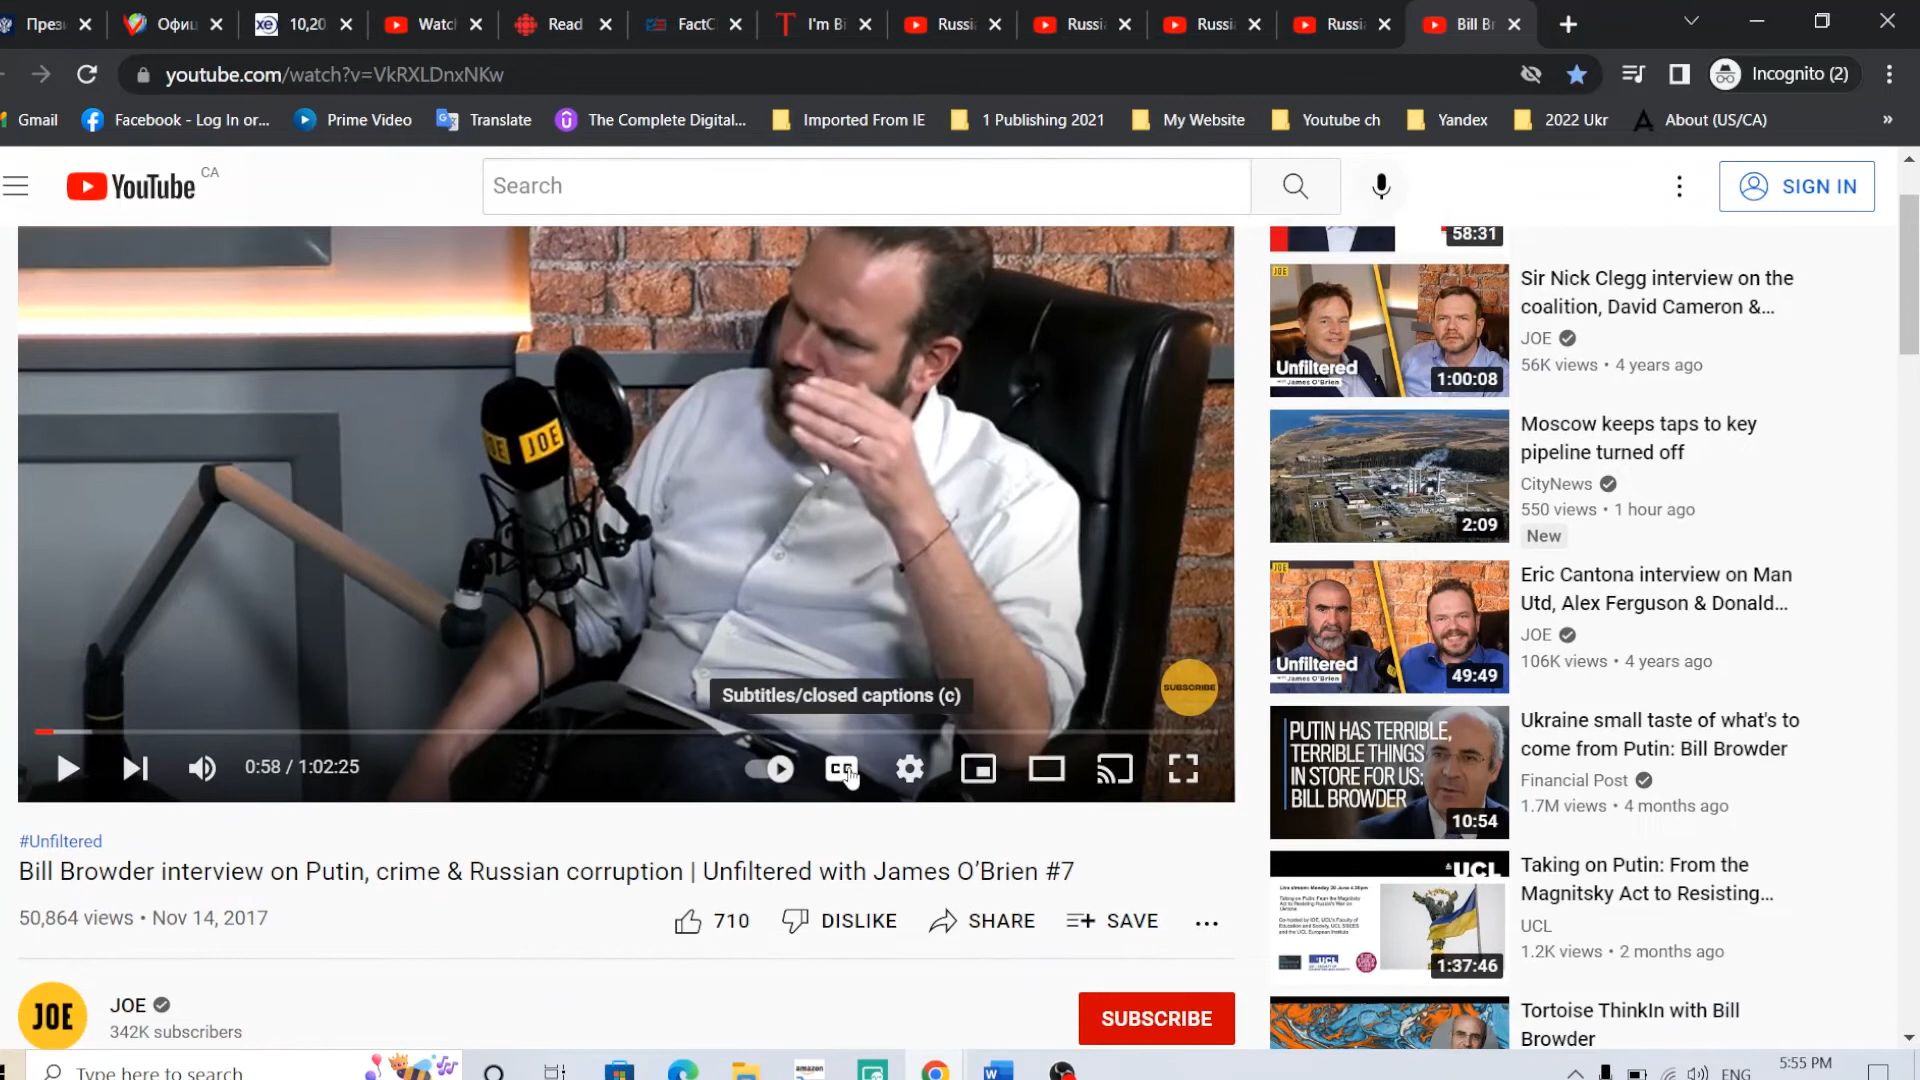 През
Офиц
xe 10,20
Watch
Read
FactC
I'm Bi
Russi
Russi
Russi
Russi
Bill Br
youtube.com/watch?v=VkRXLDnxNKw
Incognito (2)
Gmail
Facebook - Log In or...
Prime Video
Translate
The Complete Digital...
Imported From IE
1 Publishing 2021
My Website
Youtube ch
Yandex
2022 Ukr
About (US/CA)
»
YouTube CA
Search
SIGN IN
JOE
SUBSCRIBE
Subtitles/closed captions (c)
0:58 / 1:02:25
CC
#Unfiltered
Bill Browder interview on Putin, crime & Russian corruption | Unfiltered with James O’Brien #7
50,864 views • Nov 14, 2017
710
DISLIKE
SHARE
SAVE
JOE
JOE
342K subscribers
SUBSCRIBE
58:31
JOE
Unfiltered
with James O'Brien
1:00:08
Sir Nick Clegg interview on the
coalition, David Cameron &...
JOE
56K views • 4 years ago
2:09
Moscow keeps taps to key
pipeline turned off
CityNews
550 views • 1 hour ago
New
JOE
Unfiltered
49:49
Eric Cantona interview on Man
Utd, Alex Ferguson & Donald...
JOE
106K views • 4 years ago
PUTIN HAS TERRIBLE,
TERRIBLE THINGS
IN STORE FOR US:
BILL BROWDER
10:54
Ukraine small taste of what's to
come from Putin: Bill Browder
Financial Post
1.7M views • 4 months ago
UCL
1:37:46
Taking on Putin: From the
Magnitsky Act to Resisting...
UCL
1.2K views • 2 months ago
Tortoise ThinkIn with Bill
Browder
Type here to search
amazon
ENG
5:55 PM